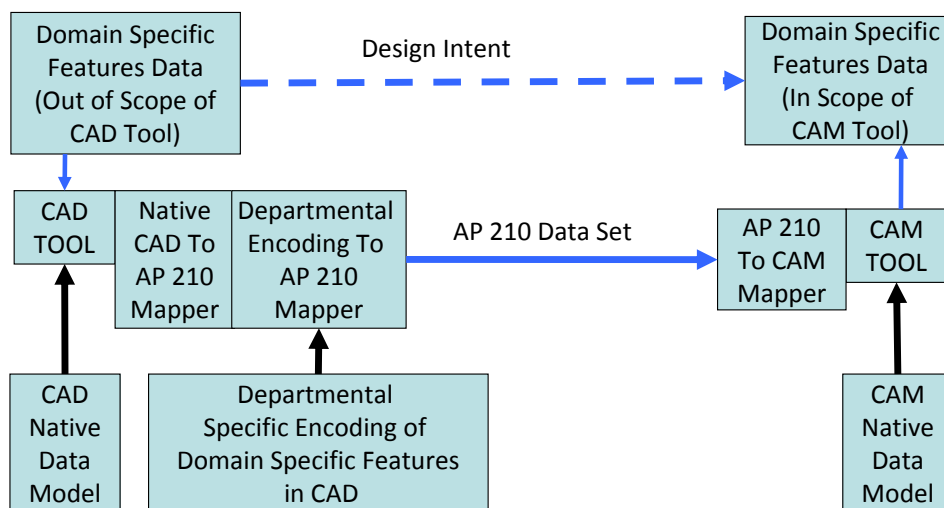 Domain Specific
Features Data
(Out of Scope of
CAD Tool)
Design Intent
Domain Specific
Features Data
(In Scope of
CAM Tool)
CAD
TOOL
Native
CAD To
AP 210
Mapper
Departmental
Encoding To
AP 210
Mapper
AP 210 Data Set
AP 210
To CAM
Mapper
CAM
TOOL
CAD
Native
Data
Model
Departmental
Specific Encoding of
Domain Specific Features
in CAD
CAM
Native
Data
Model